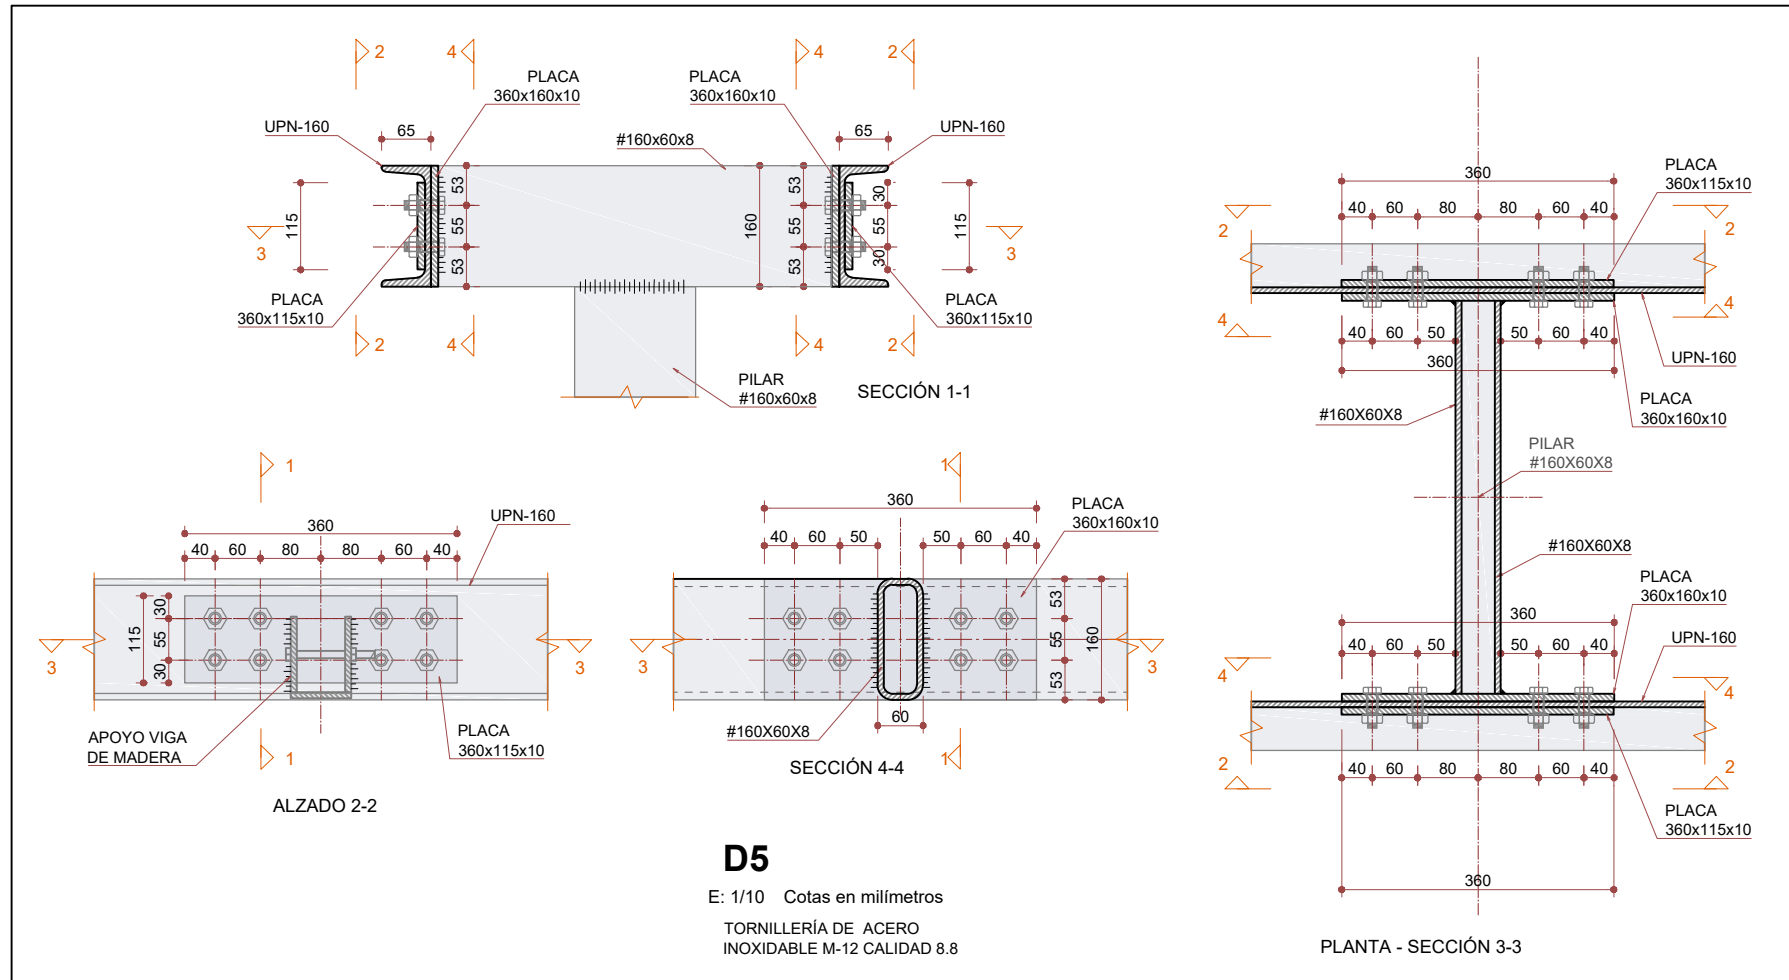 2
4
4
2
PLACA
360x160x10
PLACA
360x160x10
UPN-160
65
#160x60x8
65
UPN-160
115
53
55
53
160
53
55
53
30
55
30
115
3
3
PLACA
360x115x10
PLACA
360x115x10
2
4
4
2
PILAR
#160x60x8
SECCIÓN 1-1
1
360
UPN-160
40
60
80
80
60
40
115
30
55
30
3
3
APOYO VIGA
DE MADERA
PLACA
360x115x10
1
ALZADO 2-2
1
360
PLACA
360x160x10
40
60
50
50
60
40
53
55
53
160
3
3
60
#160X60X8
1
SECCIÓN 4-4
PLACA
360x115x10
360
40
60
80
80
60
40
2
2
4
4
40
60
50
50
60
40
360
UPN-160
PLACA
360x160x10
#160X60X8
PILAR
#160X60X8
#160X60X8
PLACA
360x160x10
360
UPN-160
40
60
50
50
60
40
4
4
2
2
40
60
80
80
60
40
PLACA
360x115x10
360
PLANTA - SECCIÓN 3-3
D5
E: 1/10 Cotas en milímetros
TORNILLERÍA DE ACERO
INOXIDABLE M-12 CALIDAD 8.8